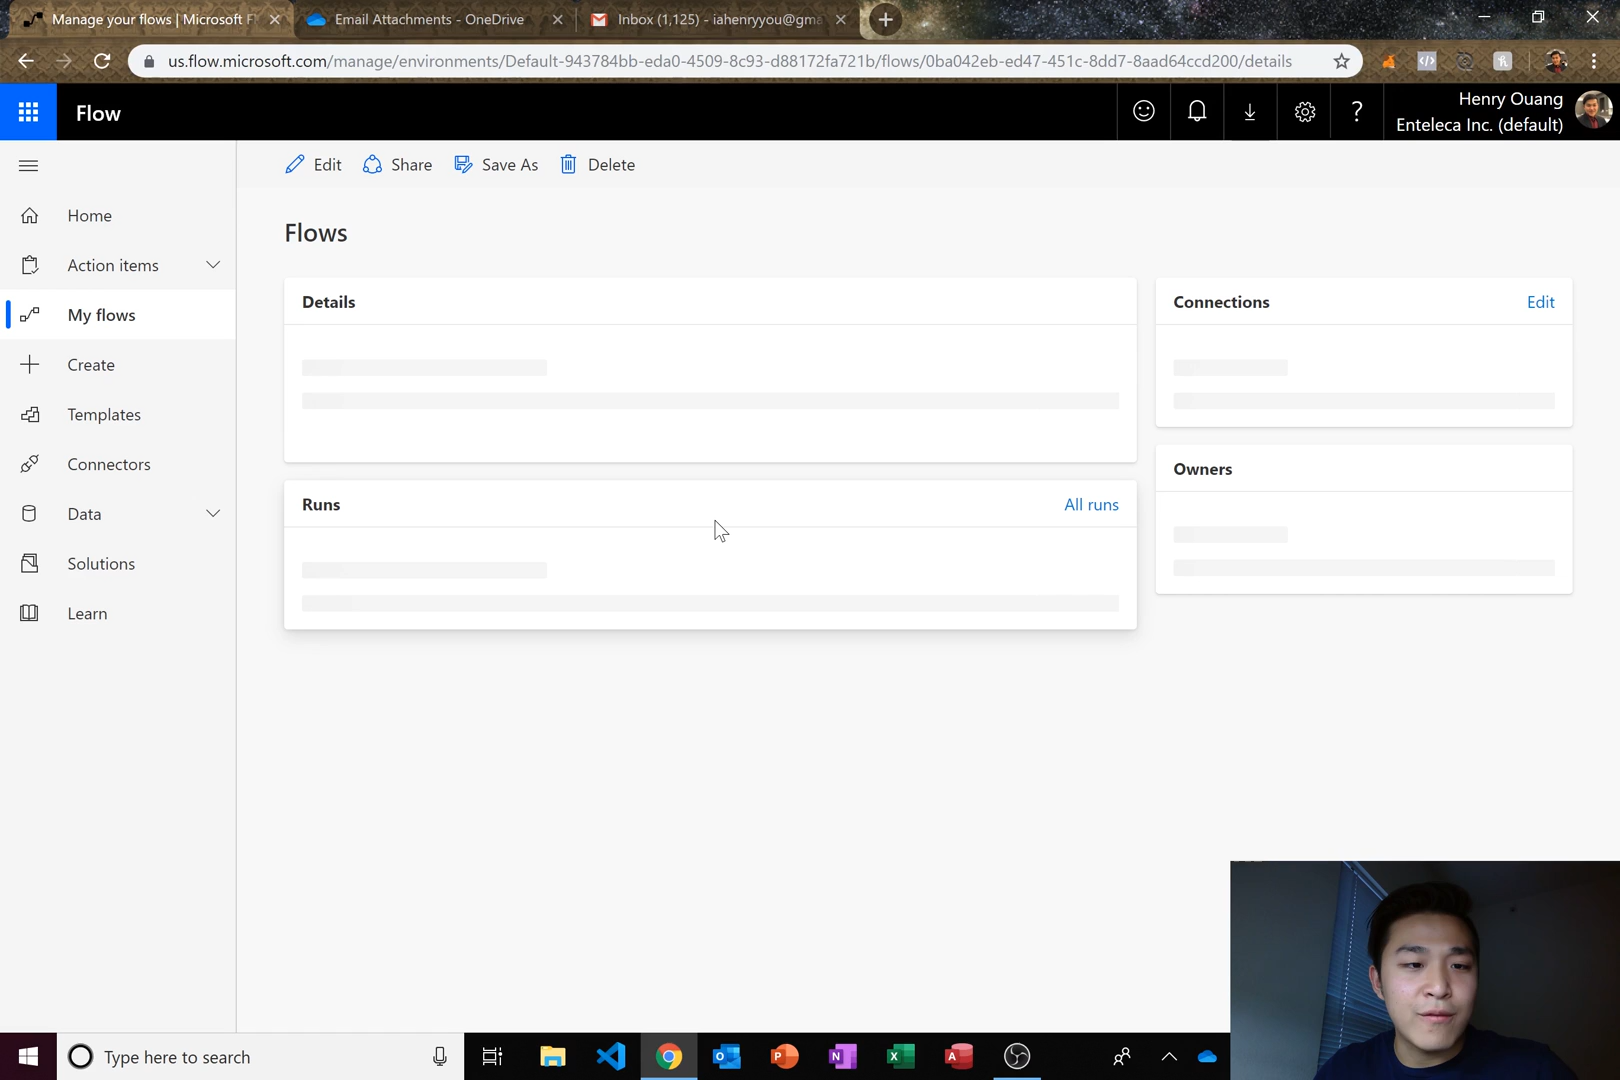 Manage your flows | Microsoft F
Email Attachments - OneDrive
Inbox (1,125) - iahenryyou@gma
us.flow.microsoft.com/manage/environments/Default-943784bb-eda0-4509-8c93-d88172fa721b/flows/0ba042eb-ed47-451c-8dd7-8aad64ccd200/details
Flow
Henry Ouang
Enteleca Inc. (default)
Edit
Share
Save As
Delete
Home
Action items
My flows
Create
Templates
Connectors
Data
Solutions
Learn
Flows
Details
Connections
Edit
Runs
All runs
Owners
Type here to search